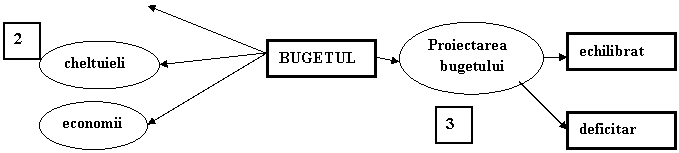 2
cheltuieli
economii
BUGETUL
Proiectarea
bugetului
3
echilibrat
deficitar